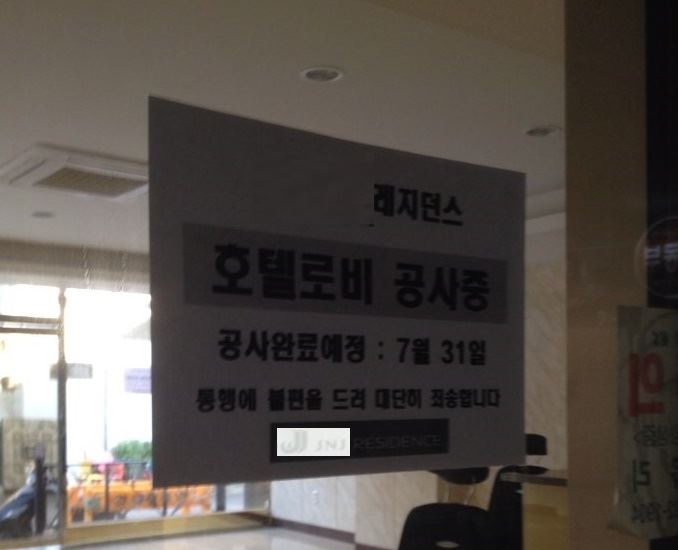 레지던스
호텔로비 공사중
공사완료예정 : 7월 31일
통행에 불편을 드려 대단히 죄송합니다
JNJ RESIDENCE